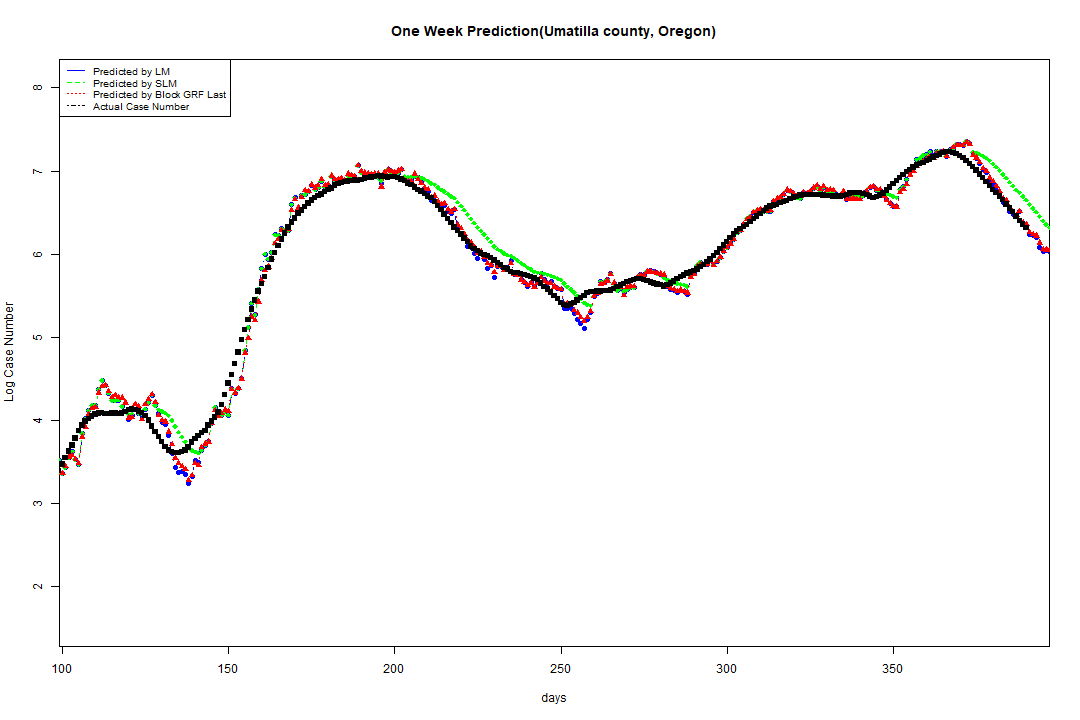 One Week Prediction(Umatilla county, Oregon)
Predicted by LM
Predicted by SLM
Predicted by Block GRF Last
Actual Case Number
8
7
6
5
4
3
2
Log Case Number
100 150 200 250 300 350
days